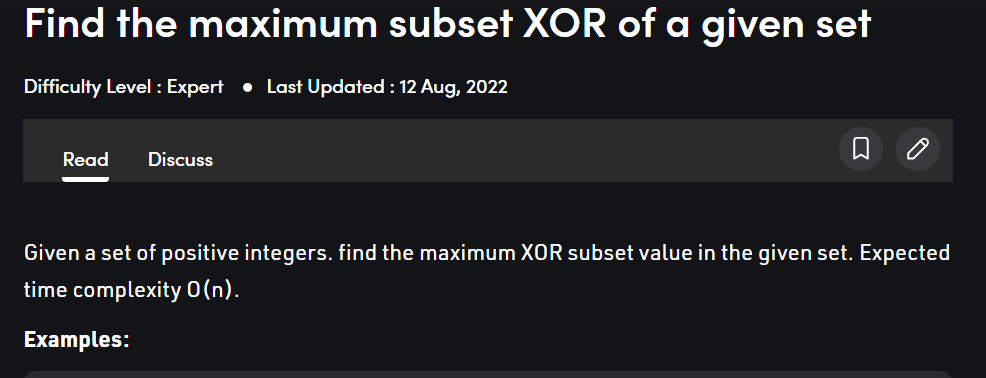 Find the maximum subset XOR of a given set
Difficulty Level : Expert ● Last Updated : 12 Aug, 2022
Read Discuss
Given a set of positive integers. find the maximum XOR subset value in the given set. Expected
time complexity O(n).
Examples: